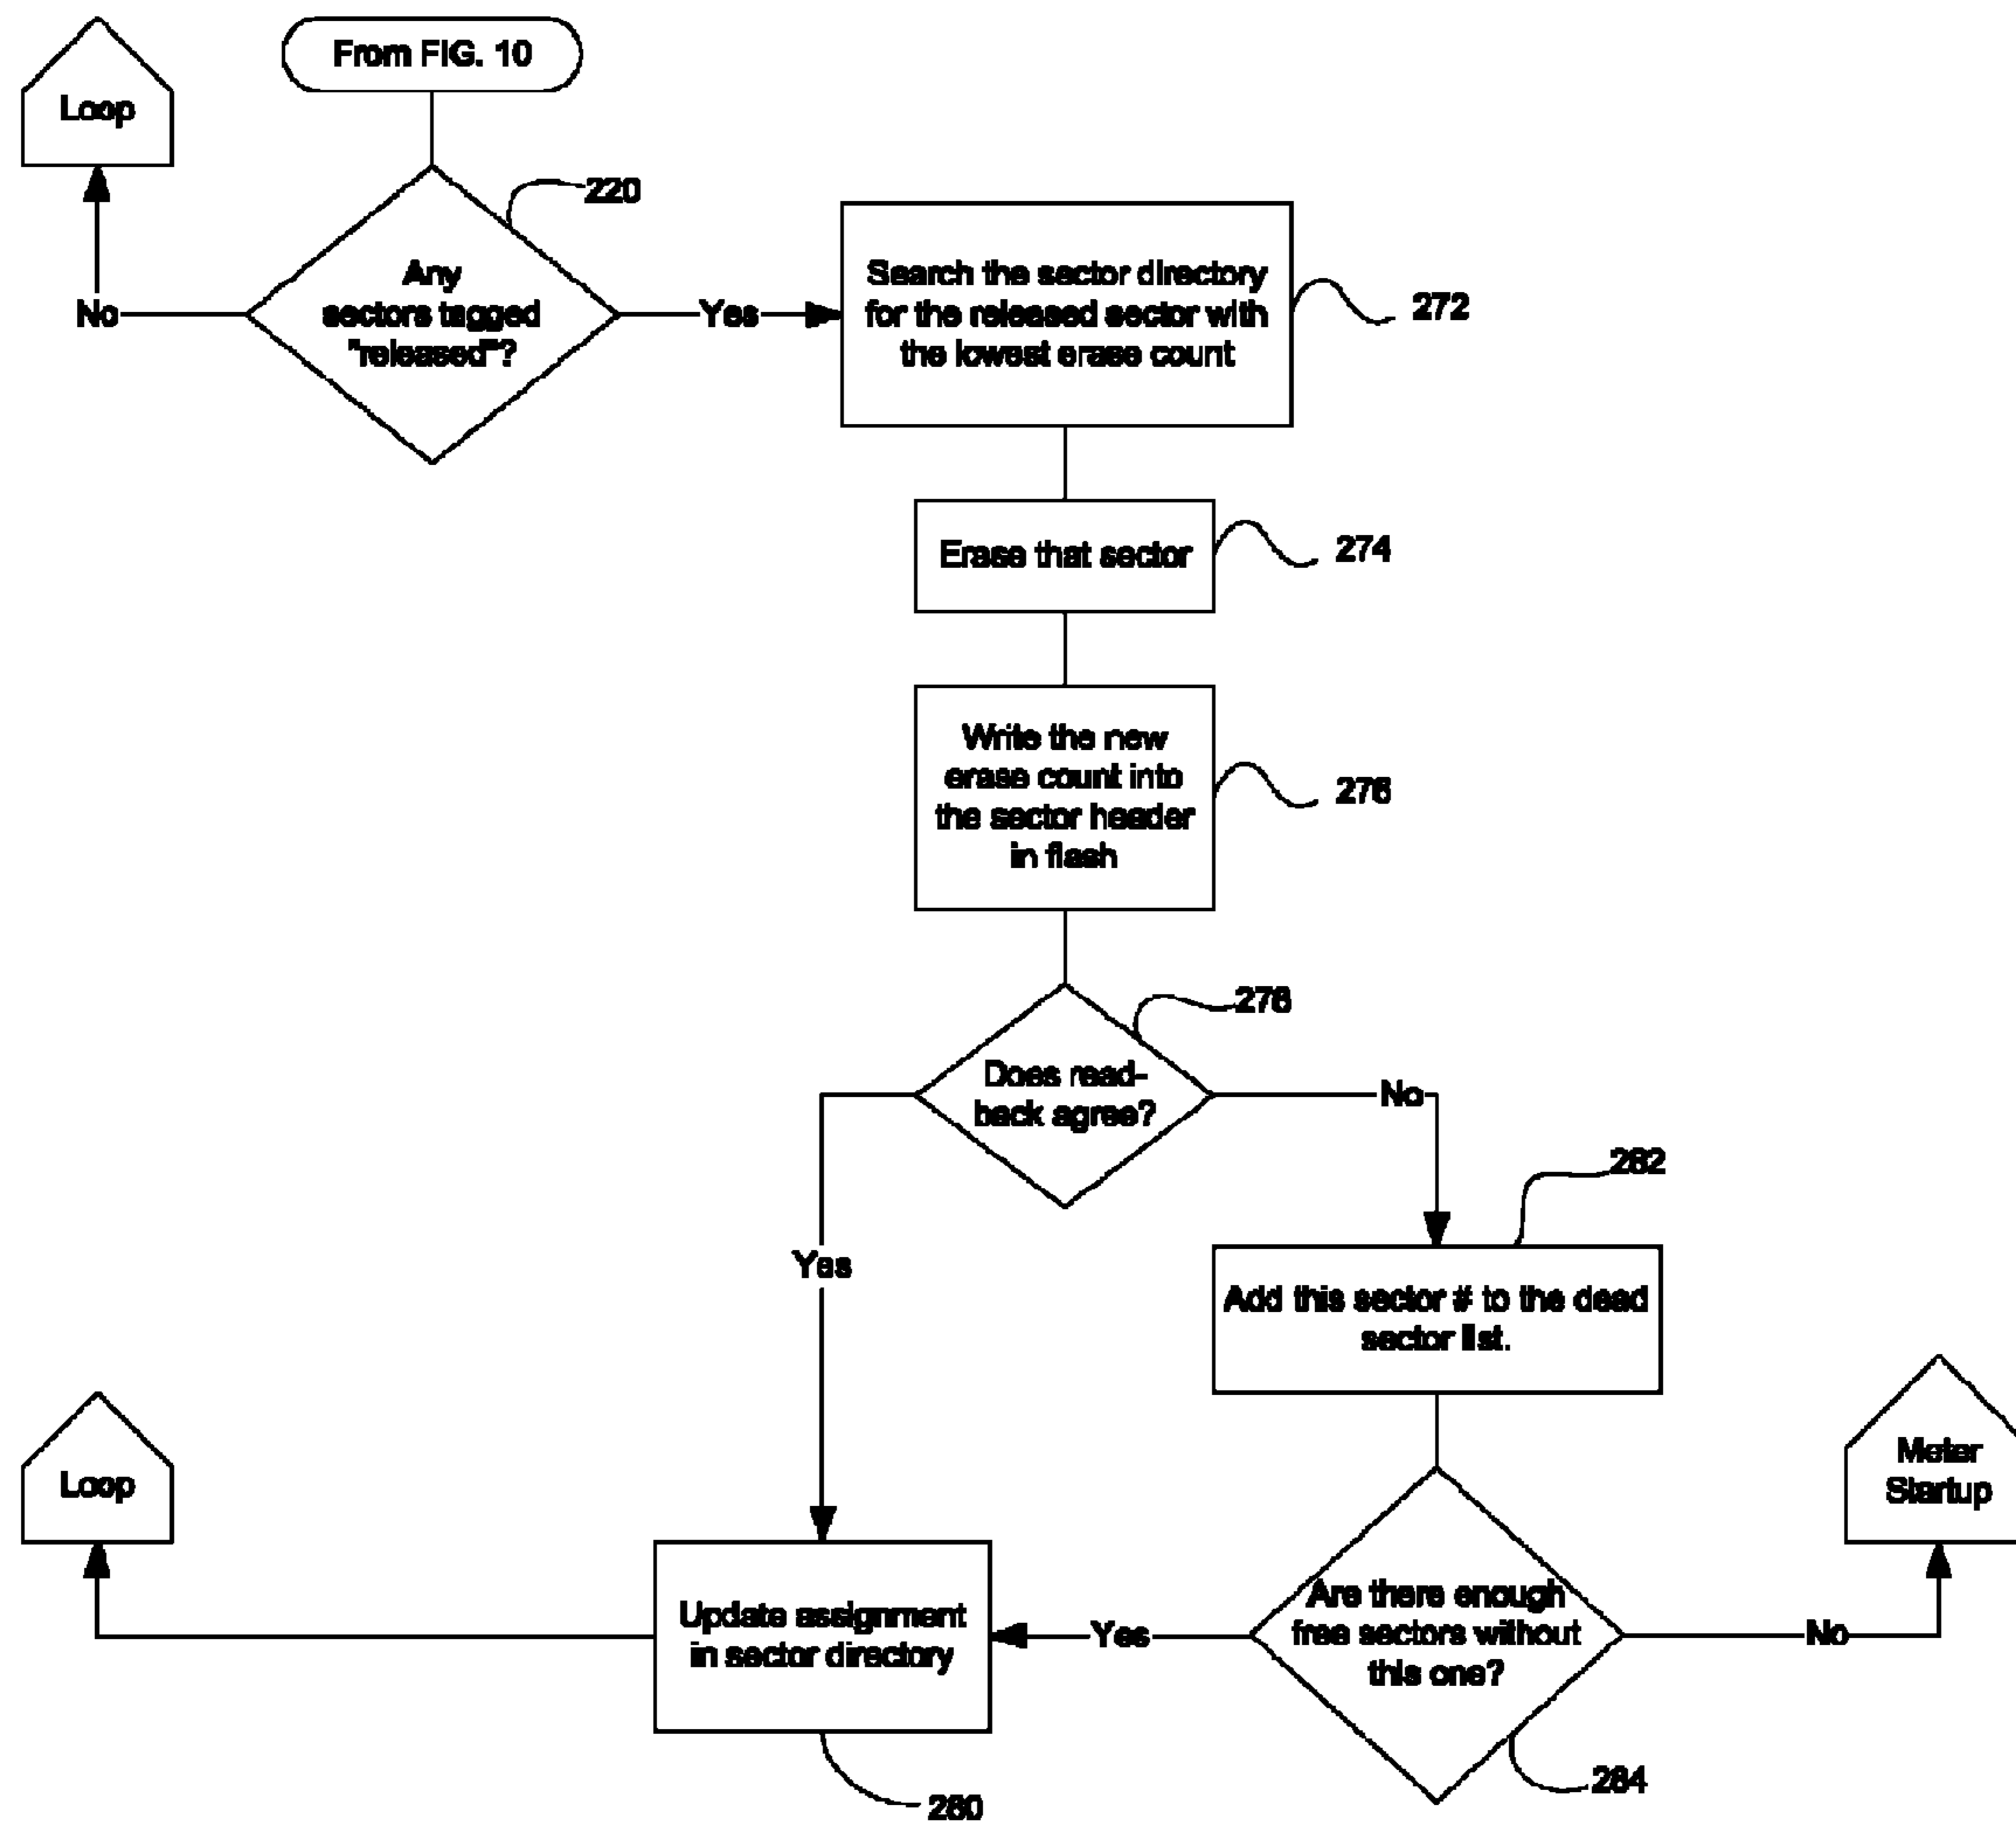 Loop
From FIG. 10
220
Any
sectors tagged
"released"?
No
Yes
Search the sector directory
for the released sector with
the lowest erase count
272
Erase that sector
274
Write the new
erase count into
the sector header
in flash
276
278
Does read-
back agree?
No
Yes
282
Add this sector # to the dead
sector list.
Loop
Meter
Startup
Update assignment
in sector directory
Yes
Are there enough
free sectors without
this one?
No
284
280